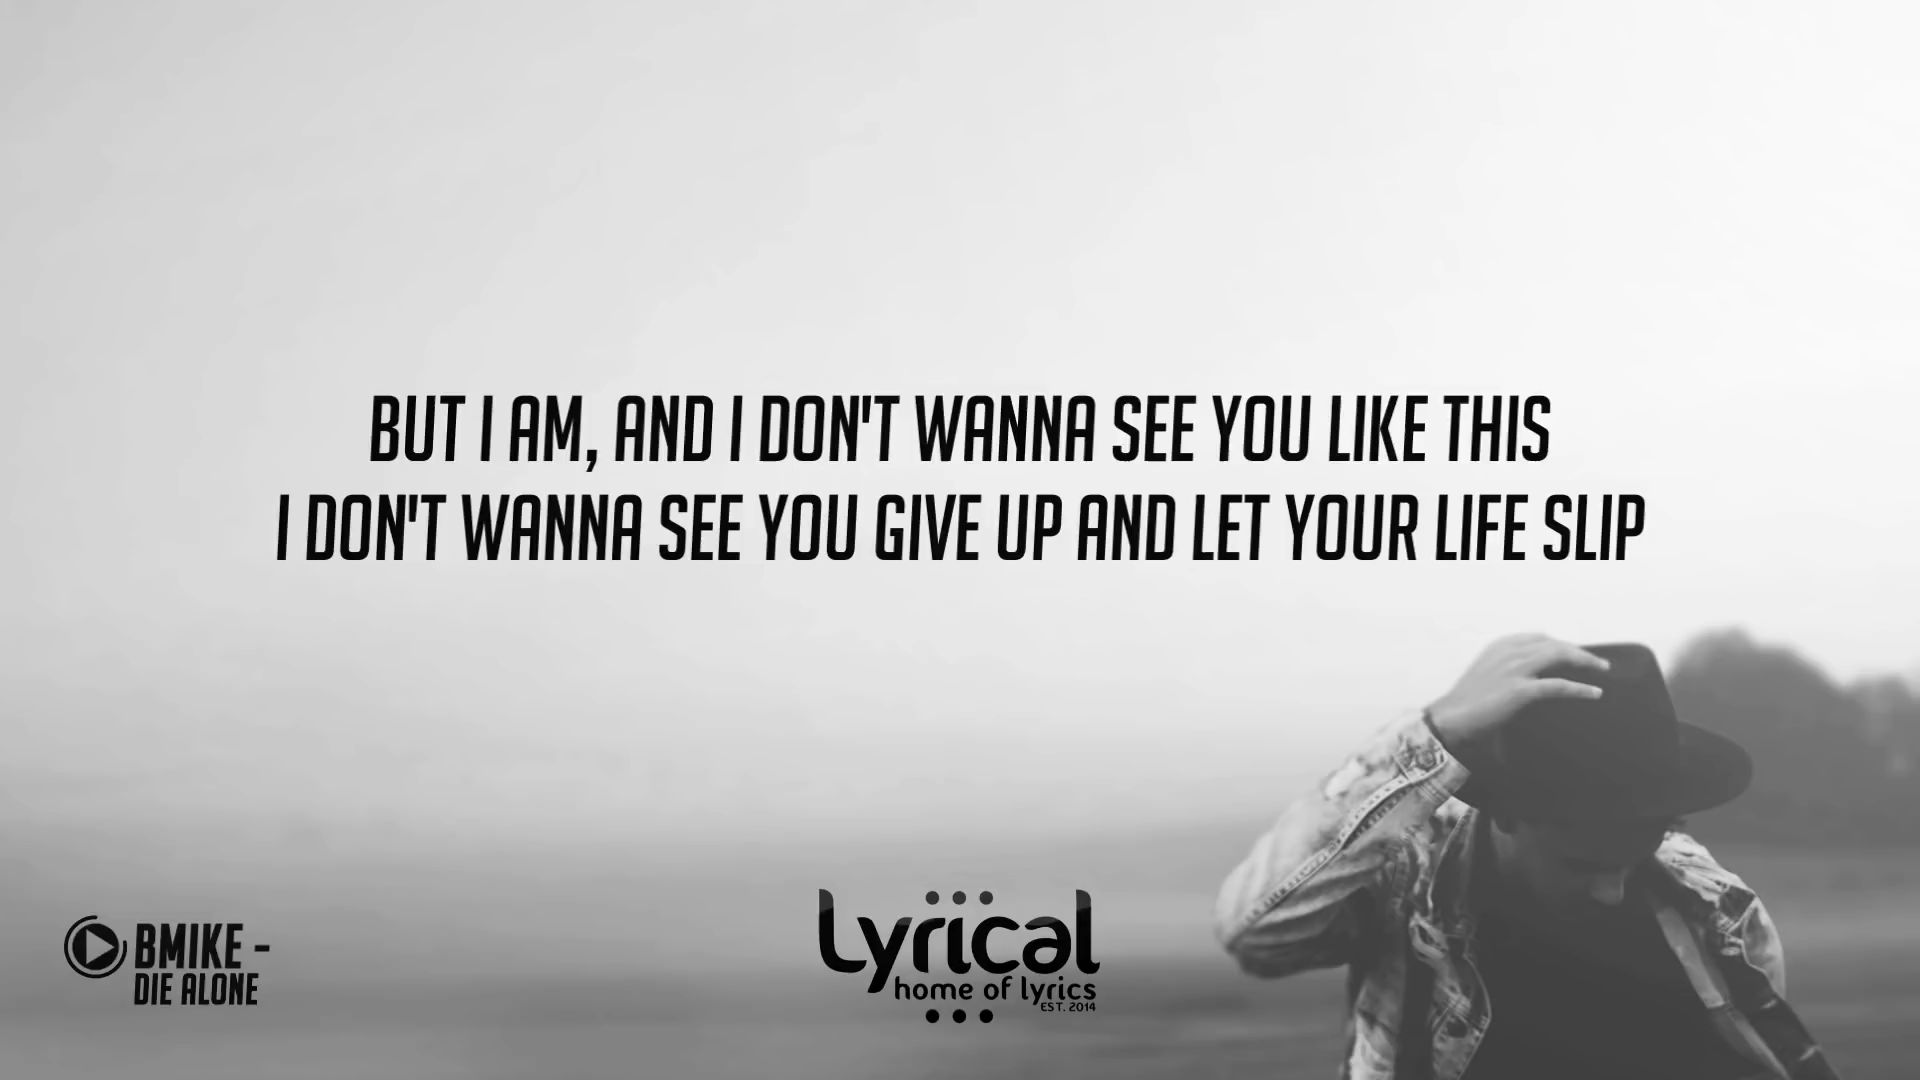 BUT I AM, AND I DON'T WANNA SEE YOU LIKE THIS
I DON'T WANNA SEE YOU GIVE UP AND LET YOUR LIFE SLIP
BMIKE -
DIE ALONE
Lyrical
home of lyrics
EST. 2014